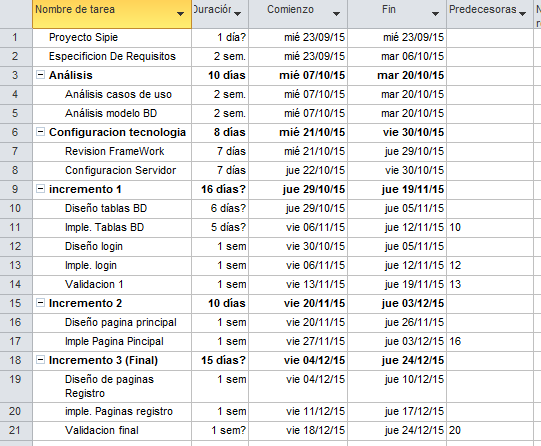 Nombre de tarea Duración Comienzo Fin Predecesoras N
re
1 Proyecto Sipie 1 día? mié 23/09/15 mié 23/09/15
2 Especificion De Requisitos 2 sem. mié 23/09/15 mar 06/10/15
3 Análisis 10 días mié 07/10/15 mar 20/10/15
4 Análisis casos de uso 2 sem. mié 07/10/15 mar 20/10/15
5 Análisis modelo BD 2 sem. mié 07/10/15 mar 20/10/15
6 Configuracion tecnologia 8 días mié 21/10/15 vie 30/10/15
7 Revision FrameWork 7 días mié 21/10/15 jue 29/10/15
8 Configuracion Servidor 7 días jue 22/10/15 vie 30/10/15
9 incremento 1 16 días? jue 29/10/15 jue 19/11/15
10 Diseño tablas BD 6 días? jue 29/10/15 jue 05/11/15
11 Imple. Tablas BD 5 días? vie 06/11/15 jue 12/11/15 10
12 Diseño login 1 sem vie 30/10/15 jue 05/11/15
13 Imple. login 1 sem vie 06/11/15 jue 12/11/15 12
14 Validacion 1 1 sem vie 13/11/15 jue 19/11/15 13
15 Incremento 2 10 días vie 20/11/15 jue 03/12/15
16 Diseño pagina principal 1 sem vie 20/11/15 jue 26/11/15
17 Imple Pagina Pincipal 1 sem vie 27/11/15 jue 03/12/15 16
18 Incremento 3 (Final) 15 días? vie 04/12/15 jue 24/12/15
19 Diseño de paginas 1 sem vie 04/12/15 jue 10/12/15
Registro
20 imple. Paginas registro 1 sem vie 11/12/15 jue 17/12/15
21 Validacion final 1 sem? vie 18/12/15 jue 24/12/15 20